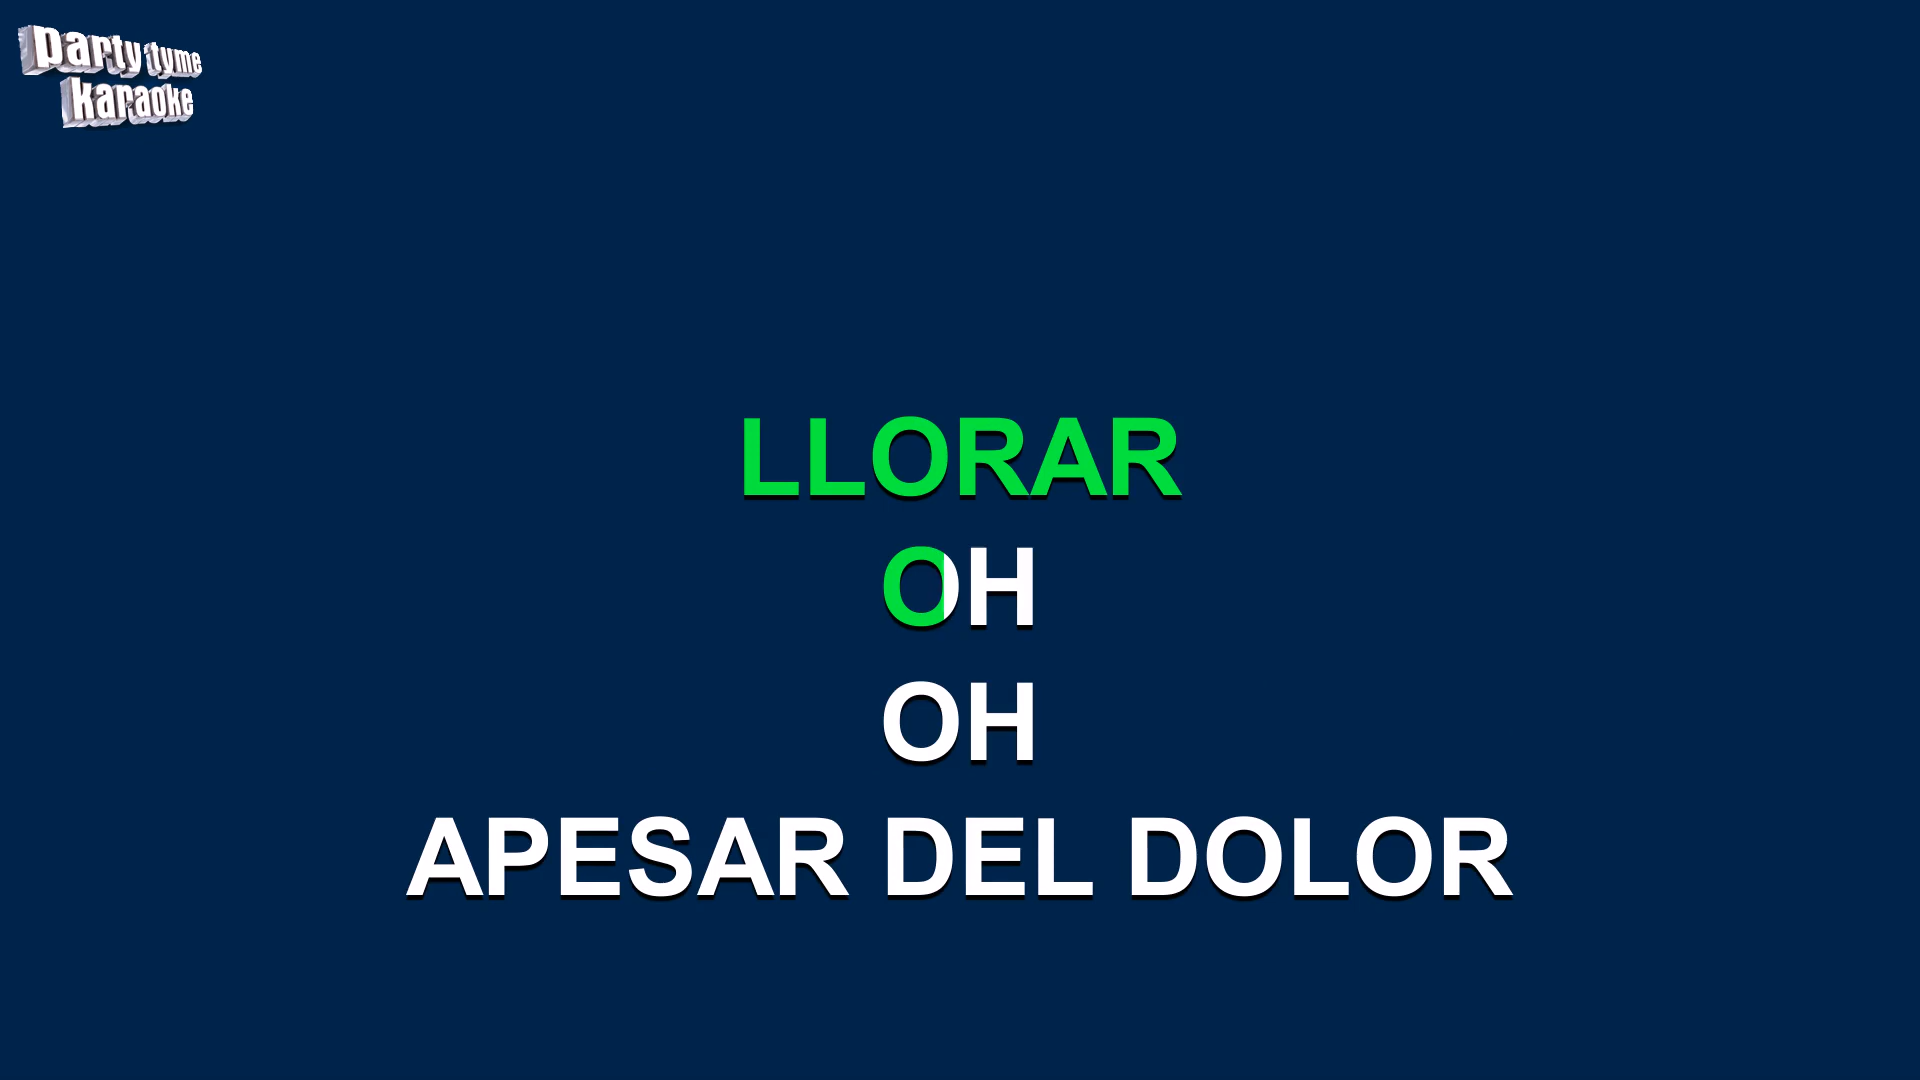 party tyme
karaoke
LLORAR
OH
OH
APESAR DEL DOLOR